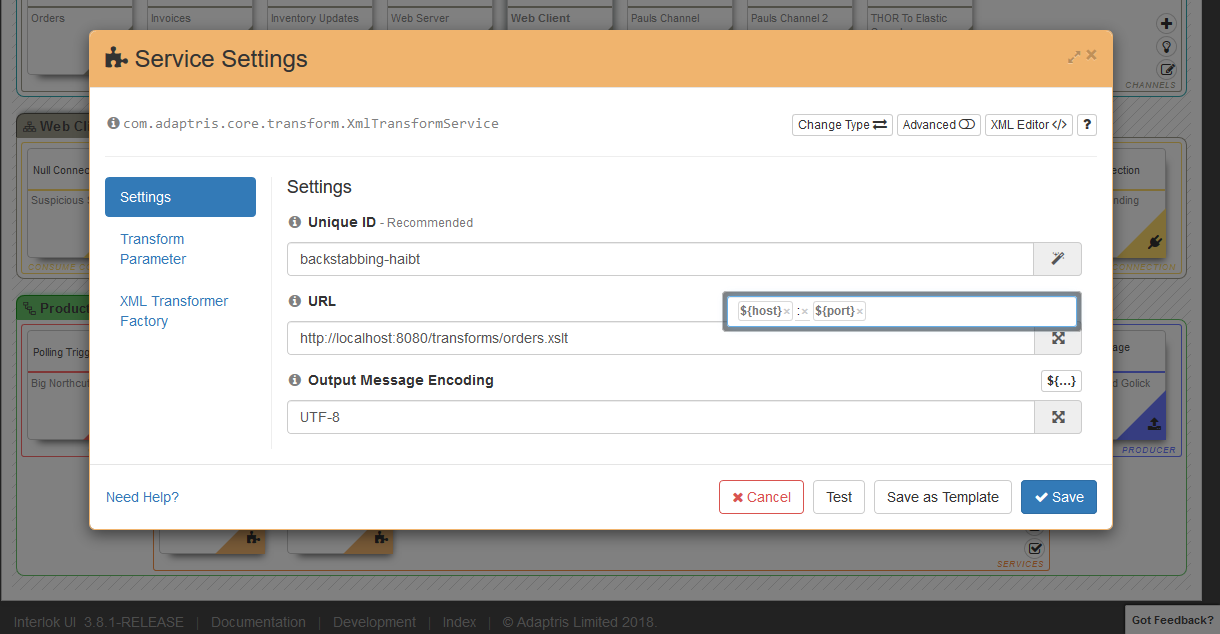 Orders
Invoices
Inventory Updates
Web Server
Web Client
Pauls Channel
Pauls Channel 2
THOR To Elastic
CHANNELS
Service Settings
com.adaptris.core.transform.XmlTransformService
Change Type
Advanced
XML Editor </>
?
Web Cli
Null Connec
Suspicious
CONSUME CO
ection
nding
CONNECTION
Settings
Transform
Parameter
XML Transformer
Factory
Settings
Unique ID - Recommended
backstabbing-haibt
URL
${host}× :× ${port}×
http://localhost:8080/transforms/orders.xslt
Output Message Encoding
${...}
UTF-8
Product
Polling Trigg
Big Northcut
age
d Golick
PRODUCER
Need Help?
Cancel
Test
Save as Template
Save
SERVICES
Interlok UI 3.8.1-RELEASE | Documentation | Development | Index | © Adaptris Limited 2018.
Got Feedback?